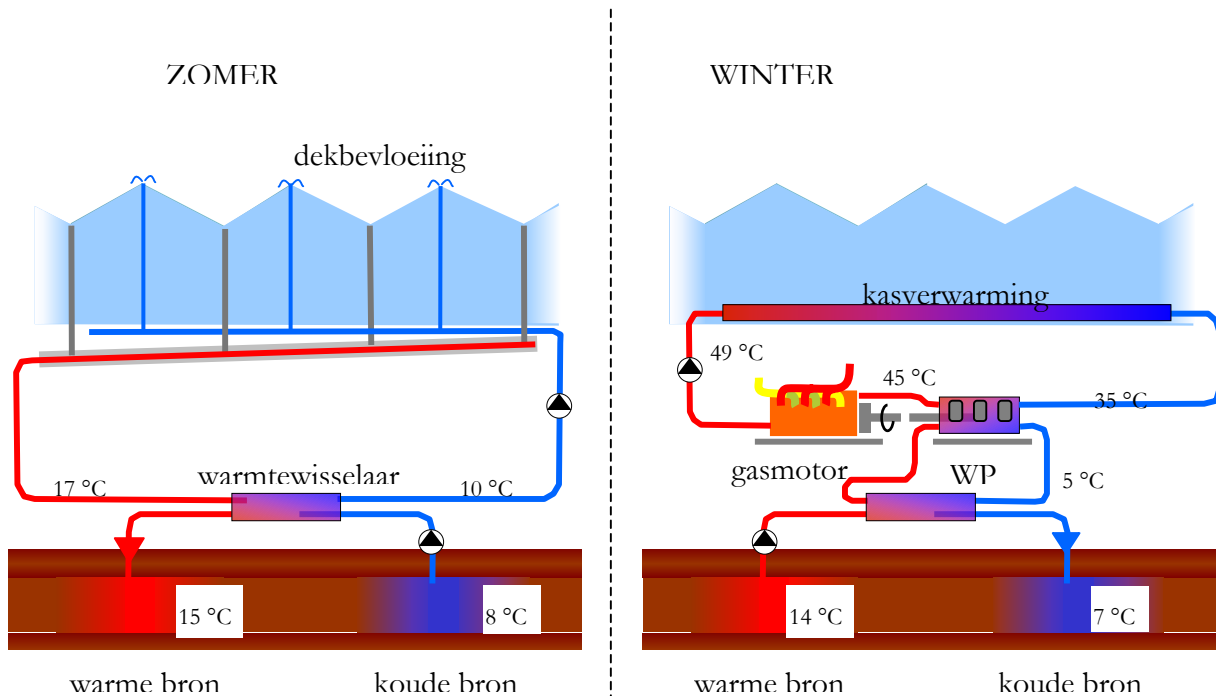 ZOMER
dekbevloeiing
17 °C
warmtewisselaar
10 °C
15 °C
8 °C
warme bron
koude bron
WINTER
kasverwarming
49 °C
45 °C
35 °C
gasmotor
WP
5 °C
14 °C
7 °C
warme bron
koude bron